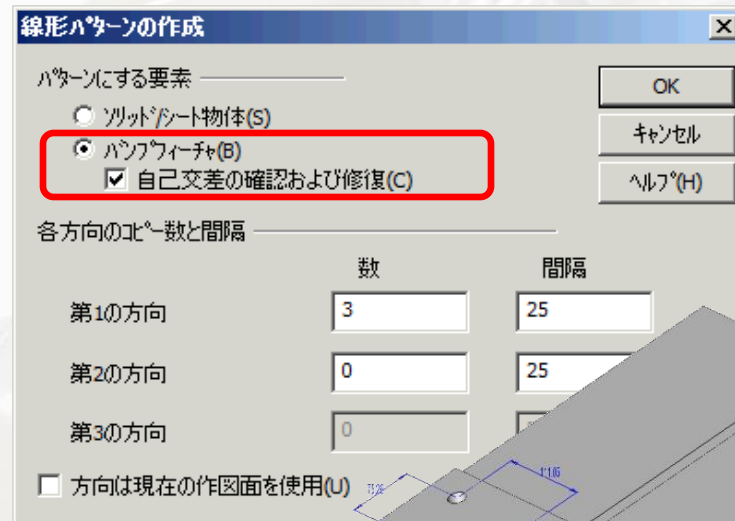 線形パターンの作成
パターンにする要素
OK
ソリッド/シート物体(S)
キャンセル
バンプフィーチャ(B)
自己交差の確認および修復(C)
ヘルプ(H)
各方向のコピー数と間隔
数 間隔
第1の方向 3 25
第2の方向 0 25
第3の方向 0
方向は現在の作図面を使用(U)